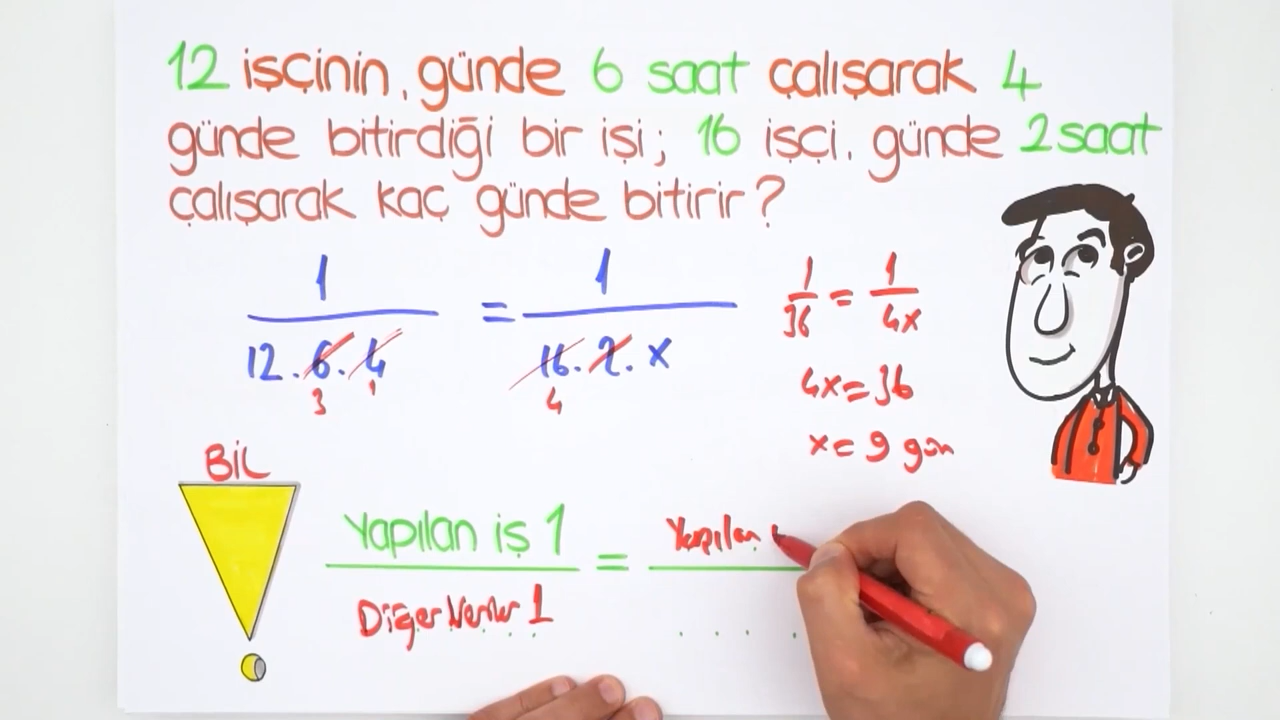 12 işçinin, günde 6 saat çalışarak 4
günde bitirdiği bir işi; 16 işçi, günde 2 saat
çalışarak kaç günde bitirir?
1 = 1
12 . 6 . 4 16 . 2 . x
3 1 4
1/36 = 1/4x
4x = 36
x = 9 gün
BİL
Yapılan iş 1 = Yapılan
Diğer Veriler 1